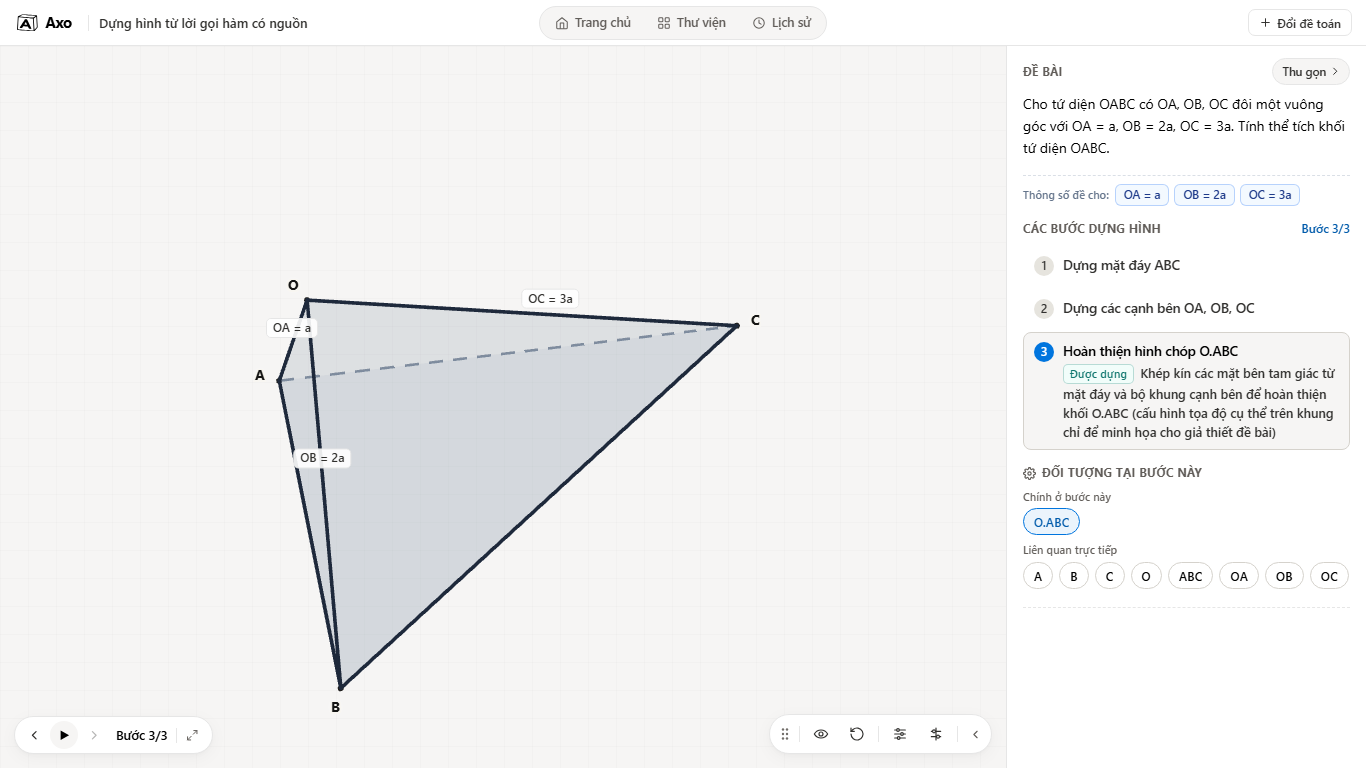 Axo
Dựng hình từ lời gọi hàm có nguồn
Trang chủ
Thư viện
Lịch sử
Đổi đề toán
ĐỀ BÀI
Thu gọn
Cho tứ diện OABC có OA, OB, OC đôi một vuông
góc với OA = a, OB = 2a, OC = 3a. Tính thể tích khối
tứ diện OABC.
Thông số đề cho:
OA = a
OB = 2a
OC = 3a
CÁC BƯỚC DỰNG HÌNH
Bước 3/3
1 Dựng mặt đáy ABC
2 Dựng các cạnh bên OA, OB, OC
3 Hoàn thiện hình chóp O.ABC
Được dựng Khép kín các mặt bên tam giác từ
mặt đáy và bộ khung cạnh bên để hoàn thiện
khối O.ABC (cấu hình tọa độ cụ thể trên khung
chỉ để minh họa cho giả thiết đề bài)
ĐỐI TƯỢNG TẠI BƯỚC NÀY
Chính ở bước này
O.ABC
Liên quan trực tiếp
A
B
C
O
ABC
OA
OB
OC
O
OC = 3a
C
OA = a
A
OB = 2a
B
Bước 3/3